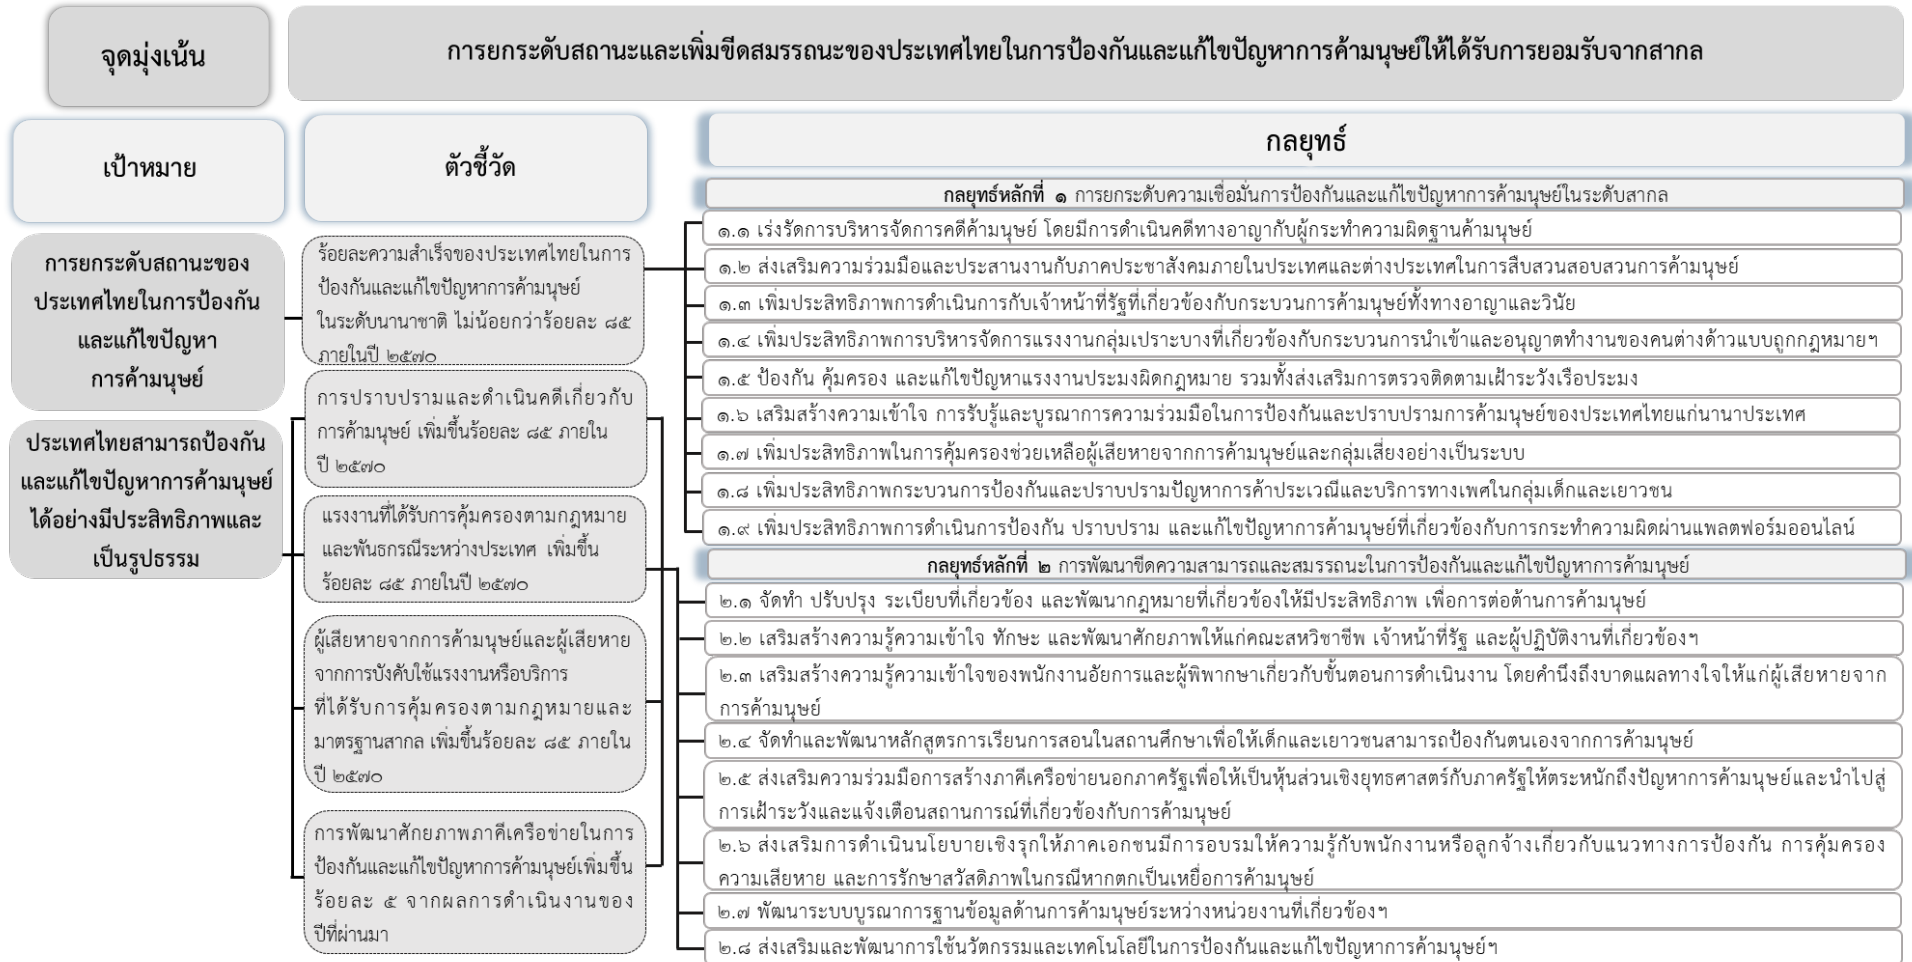 จุดมุ่งเน้น
การยกระดับสถานะและเพิ่มขีดสมรรถนะของประเทศไทยในการป้องกันและแก้ไขปัญหาการค้ามนุษย์ให้ได้รับการยอมรับจากสากล
เป้าหมาย
ตัวชี้วัด
กลยุทธ์
การยกระดับสถานะของ
ประเทศไทยในการป้องกัน
และแก้ไขปัญหา
การค้ามนุษย์
ประเทศไทยสามารถป้องกัน
และแก้ไขปัญหาการค้ามนุษย์
ได้อย่างมีประสิทธิภาพและ
เป็นรูปธรรม
ร้อยละความสำเร็จของประเทศไทยในการ
ป้องกันและแก้ไขปัญหาการค้ามนุษย์
ในระดับนานาชาติ ไม่น้อยกว่าร้อยละ ๘๕
ภายในปี ๒๕๗๐
การปราบปรามและดำเนินคดีเกี่ยวกับ
การค้ามนุษย์ เพิ่มขึ้นร้อยละ ๘๕ ภายใน
ปี ๒๕๗๐
แรงงานที่ได้รับการคุ้มครองตามกฎหมาย
และพันธกรณีระหว่างประเทศ เพิ่มขึ้น
ร้อยละ ๘๕ ภายในปี ๒๕๗๐
ผู้เสียหายจากการค้ามนุษย์และผู้เสียหาย
จากการบังคับใช้แรงงานหรือบริการ
ที่ได้รับการคุ้มครองตามกฎหมายและ
มาตรฐานสากล เพิ่มขึ้นร้อยละ ๘๕ ภายใน
ปี ๒๕๗๐
การพัฒนาศักยภาพภาคีเครือข่ายในการ
ป้องกันและแก้ไขปัญหาการค้ามนุษย์เพิ่มขึ้น
ร้อยละ ๕ จากผลการดำเนินงานของ
ปีที่ผ่านมา
กลยุทธ์หลักที่ ๑ การยกระดับความเชื่อมั่นการป้องกันและแก้ไขปัญหาการค้ามนุษย์ในระดับสากล
๑.๑ เร่งรัดการบริหารจัดการคดีค้ามนุษย์ โดยมีการดำเนินคดีทางอาญากับผู้กระทำความผิดฐานค้ามนุษย์
๑.๒ ส่งเสริมความร่วมมือและประสานงานกับภาคประชาสังคมภายในประเทศและต่างประเทศในการสืบสวนสอบสวนการค้ามนุษย์
๑.๓ เพิ่มประสิทธิภาพการดำเนินการกับเจ้าหน้าที่รัฐที่เกี่ยวข้องกับกระบวนการค้ามนุษย์ทั้งทางอาญาและวินัย
๑.๔ เพิ่มประสิทธิภาพการบริหารจัดการแรงงานกลุ่มเปราะบางที่เกี่ยวข้องกับกระบวนการนำเข้าและอนุญาตทำงานของคนต่างด้าวแบบถูกกฎหมายฯ
๑.๕ ป้องกัน คุ้มครอง และแก้ไขปัญหาแรงงานประมงผิดกฎหมาย รวมทั้งส่งเสริมการตรวจติดตามเฝ้าระวังเรือประมง
๑.๖ เสริมสร้างความเข้าใจ การรับรู้และบูรณาการความร่วมมือในการป้องกันและปราบปรามการค้ามนุษย์ของประเทศไทยแก่นานาประเทศ
๑.๗ เพิ่มประสิทธิภาพในการคุ้มครองช่วยเหลือผู้เสียหายจากการค้ามนุษย์และกลุ่มเสี่ยงอย่างเป็นระบบ
๑.๘ เพิ่มประสิทธิภาพกระบวนการป้องกันและปราบปรามปัญหาการค้าประเวณีและบริการทางเพศในกลุ่มเด็กและเยาวชน
๑.๙ เพิ่มประสิทธิภาพการดำเนินการป้องกัน ปราบปราม และแก้ไขปัญหาการค้ามนุษย์ที่เกี่ยวข้องกับการกระทำความผิดผ่านแพลตฟอร์มออนไลน์
กลยุทธ์หลักที่ ๒ การพัฒนาขีดความสามารถและสมรรถนะในการป้องกันและแก้ไขปัญหาการค้ามนุษย์
๒.๑ จัดทำ ปรับปรุง ระเบียบที่เกี่ยวข้อง และพัฒนากฎหมายที่เกี่ยวข้องให้มีประสิทธิภาพ เพื่อการต่อต้านการค้ามนุษย์
๒.๒ เสริมสร้างความรู้ความเข้าใจ ทักษะ และพัฒนาศักยภาพให้แก่คณะสหวิชาชีพ เจ้าหน้าที่รัฐ และผู้ปฏิบัติงานที่เกี่ยวข้องฯ
๒.๓ เสริมสร้างความรู้ความเข้าใจของพนักงานอัยการและผู้พิพากษาเกี่ยวกับขั้นตอนการดำเนินงาน โดยคำนึงถึงบาดแผลทางใจให้แก่ผู้เสียหายจาก
การค้ามนุษย์
๒.๔ จัดทำและพัฒนาหลักสูตรการเรียนการสอนในสถานศึกษาเพื่อให้เด็กและเยาวชนสามารถป้องกันตนเองจากการค้ามนุษย์
๒.๕ ส่งเสริมความร่วมมือการสร้างภาคีเครือข่ายนอกภาครัฐเพื่อให้เป็นหุ้นส่วนเชิงยุทธศาสตร์กับภาครัฐให้ตระหนักถึงปัญหาการค้ามนุษย์และนำไปสู่
การเฝ้าระวังและแจ้งเตือนสถานการณ์ที่เกี่ยวข้องกับการค้ามนุษย์
๒.๖ ส่งเสริมการดำเนินนโยบายเชิงรุกให้ภาคเอกชนมีการอบรมให้ความรู้กับพนักงานหรือลูกจ้างเกี่ยวกับแนวทางการป้องกัน การคุ้มครอง
ความเสียหาย และการรักษาสวัสดิภาพในกรณีหากตกเป็นเหยื่อการค้ามนุษย์
๒.๗ พัฒนาระบบบูรณาการฐานข้อมูลด้านการค้ามนุษย์ระหว่างหน่วยงานที่เกี่ยวข้องฯ
๒.๘ ส่งเสริมและพัฒนาการใช้นวัตกรรมและเทคโนโลยีในการป้องกันและแก้ไขปัญหาการค้ามนุษย์ฯ